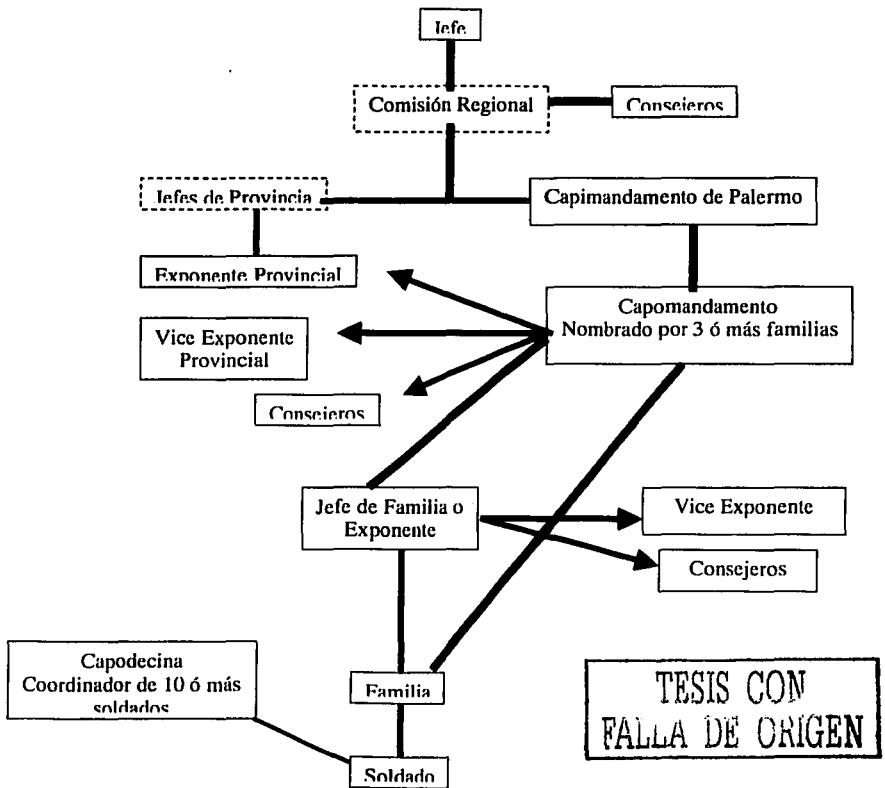 Jefe
Comisión Regional
Consejeros
Jefes de Provincia
Capimandamento de Palermo
Exponente Provincial
Capomandamento
Nombrado por 3 ó más familias
Vice Exponente
Provincial
Consejeros
Jefe de Familia o
Exponente
Vice Exponente
Consejeros
Capodecina
Coordinador de 10 ó más
soldados
Familia
TESIS CON
FALLA DE ORIGEN
Soldado